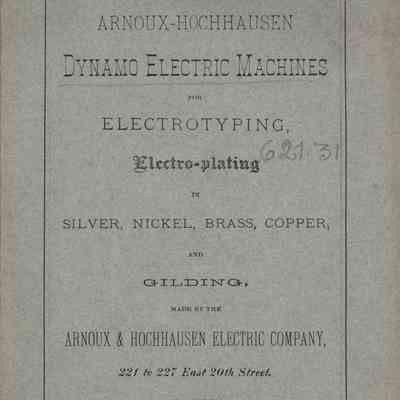 ARNOUX-HOCHHAUSEN
DYNAMO ELECTRIC MACHINES
FOR
ELECTROTYPING,
Electro-plating
621.31
IN
SILVER, NICKEL, BRASS, COPPER,
AND
GILDING,
MADE BY THE
ARNOUX & HOCHHAUSEN ELECTRIC COMPANY,
221 to 227 East 20th Street.